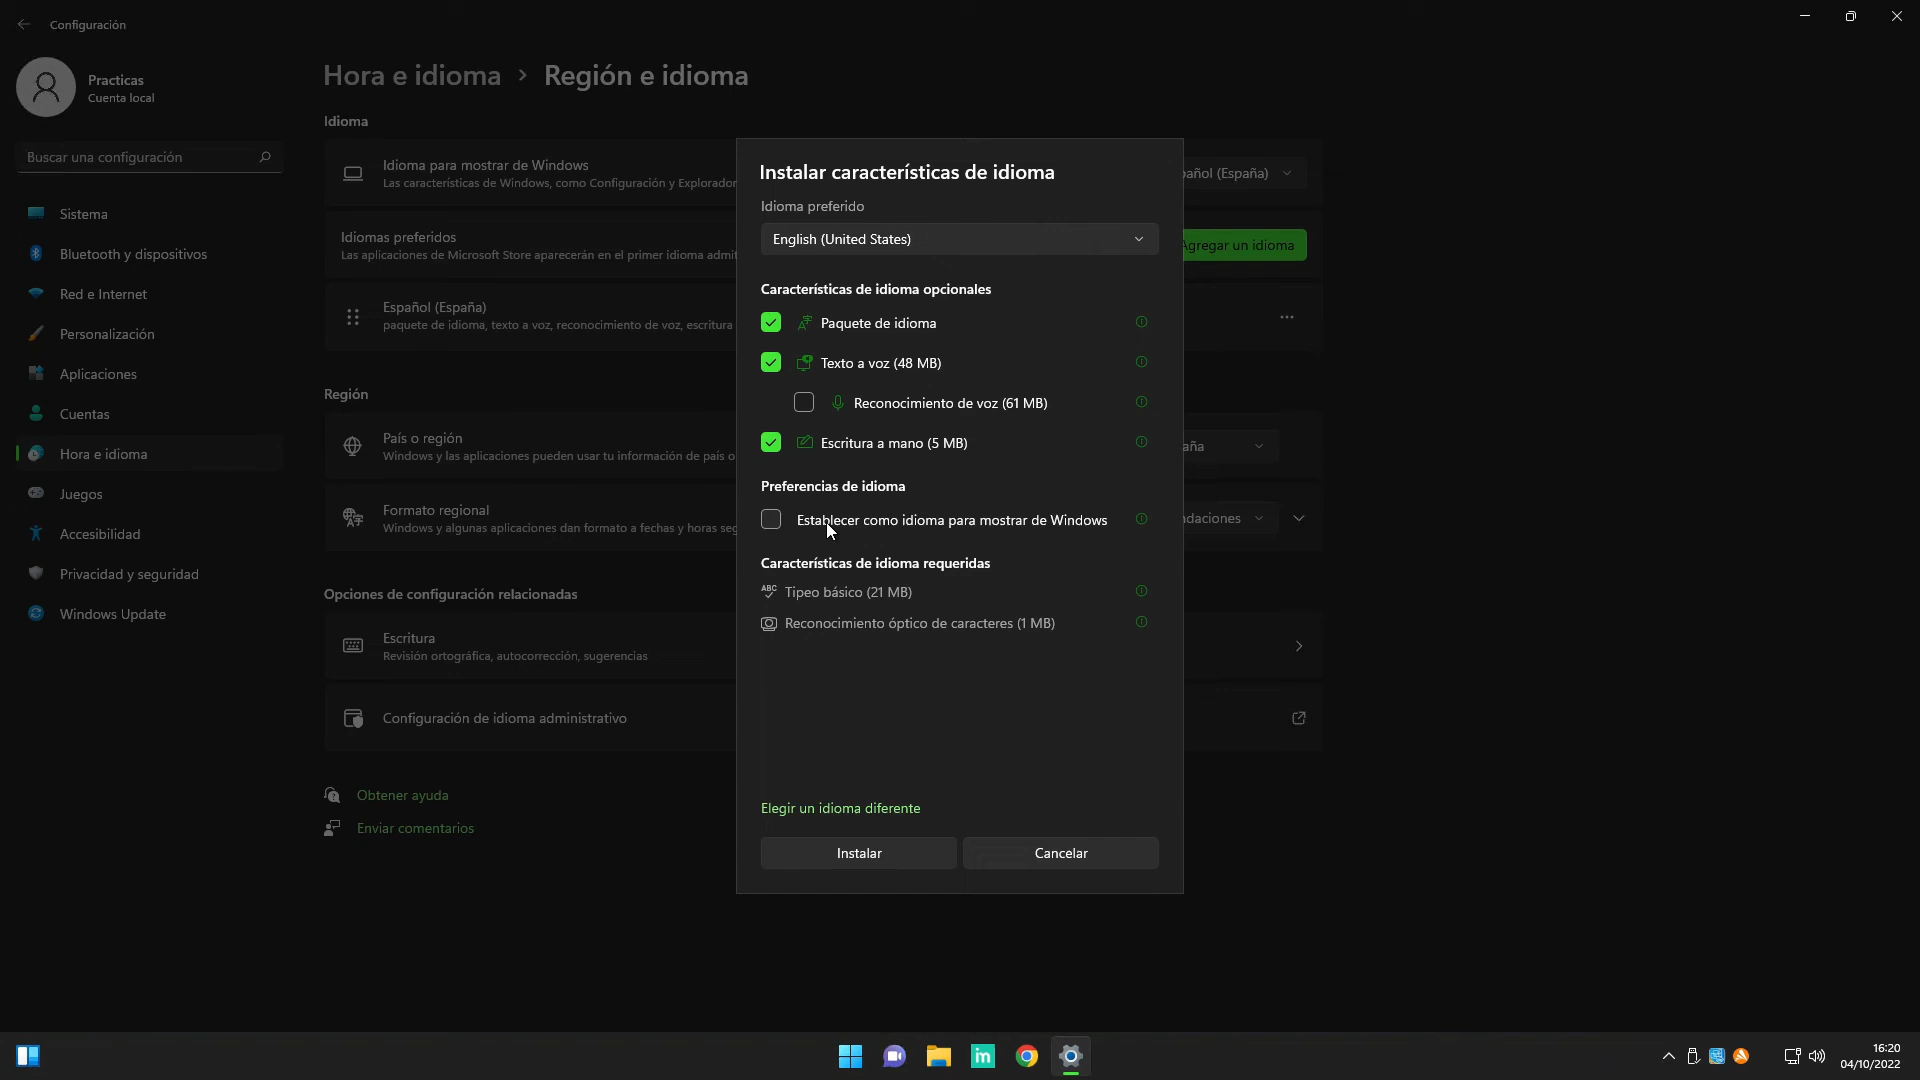 Configuración
Practicas
Cuenta local
Buscar una configuración
Sistema
Bluetooth y dispositivos
Red e Internet
Personalización
Aplicaciones
Cuentas
Hora e idioma
Juegos
Accesibilidad
Privacidad y seguridad
Windows Update
Hora e idioma > Región e idioma
Idioma
Idioma para mostrar de Windows
Las características de Windows, como Configuración y Explorador
pañol (España)
Idiomas preferidos
Las aplicaciones de Microsoft Store aparecerán en el primer idioma admit
Agregar un idioma
Español (España)
paquete de idioma, texto a voz, reconocimiento de voz, escritura
Región
País o región
Windows y las aplicaciones pueden usar tu información de país o
aña
Formato regional
Windows y algunas aplicaciones dan formato a fechas y horas seg
ndaciones
Opciones de configuración relacionadas
Escritura
Revisión ortográfica, autocorrección, sugerencias
Configuración de idioma administrativo
Obtener ayuda
Enviar comentarios
Instalar características de idioma
Idioma preferido
English (United States)
Características de idioma opcionales
Paquete de idioma
Texto a voz (48 MB)
Reconocimiento de voz (61 MB)
Escritura a mano (5 MB)
Preferencias de idioma
Establecer como idioma para mostrar de Windows
Características de idioma requeridas
ABC
Tipeo básico (21 MB)
Reconocimiento óptico de caracteres (1 MB)
Elegir un idioma diferente
Instalar
Cancelar
in
16:20
04/10/2022